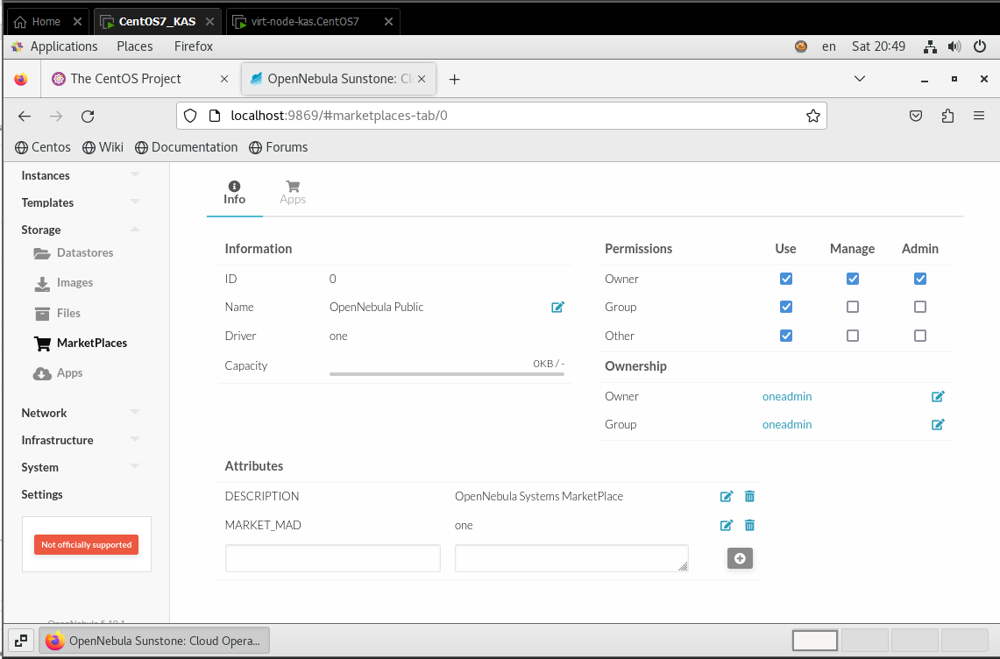 Home CentOS7_KAS virt-node-kas.CentOS7
Applications Places Firefox en Sat 20:49
The CentOS Project OpenNebula Sunstone: Cl
localhost:9869/#marketplaces-tab/0
Centos Wiki Documentation Forums
Instances
Templates
Storage
Datastores
Images
Files
MarketPlaces
Apps
Network
Infrastructure
System
Settings
Not officially supported
Info Apps
Information
ID 0
Name OpenNebula Public
Driver one
Capacity 0KB / -
Permissions Use Manage Admin
Owner
Group
Other
Ownership
Owner oneadmin
Group oneadmin
Attributes
DESCRIPTION OpenNebula Systems MarketPlace
MARKET_MAD one
OpenNebula Sunstone: Cloud Opera...